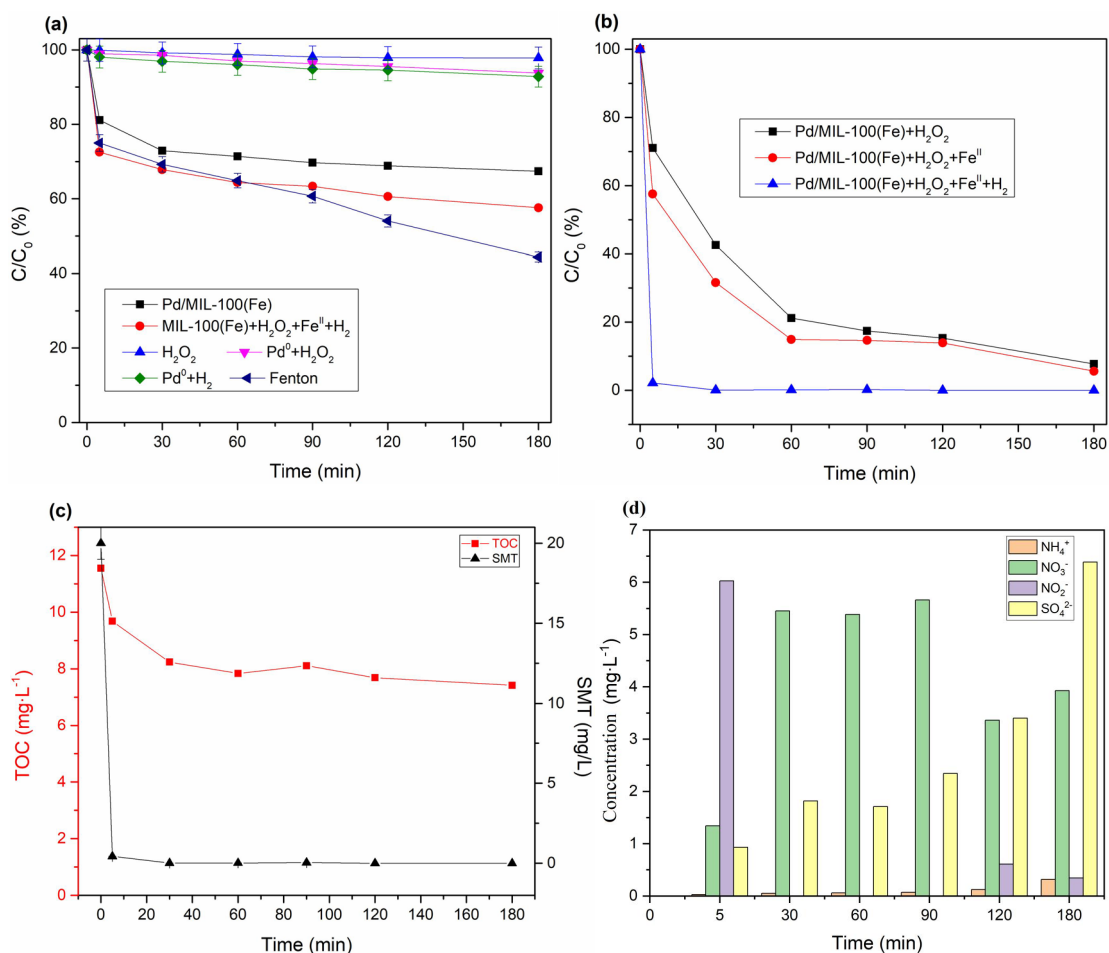 (a)
100
80
60
40
20
0
C/C₀ (%)
Pd/MIL-100(Fe)
MIL-100(Fe)+H₂O₂+Feᴵᴵ+H₂
H₂O₂ Pd⁰+H₂O₂
Pd⁰+H₂ Fenton
0 30 60 90 120 150 180
Time (min)
(b)
100
80
60
40
20
0
C/C₀ (%)
Pd/MIL-100(Fe)+H₂O₂
Pd/MIL-100(Fe)+H₂O₂+Feᴵᴵ
Pd/MIL-100(Fe)+H₂O₂+Feᴵᴵ+H₂
0 30 60 90 120 150 180
Time (min)
(c)
12
10
8
6
4
2
0
TOC (mg·L⁻¹)
TOC
SMT
20
15
10
5
0
SMT (mg/L)
0 20 40 60 80 100 120 140 160 180
Time (min)
(d)
7
6
5
4
3
2
1
0
Concentration (mg·L⁻¹)
NH₄⁺
NO₃⁻
NO₂⁻
SO₄²⁻
0 5 30 60 90 120 180
Time (min)